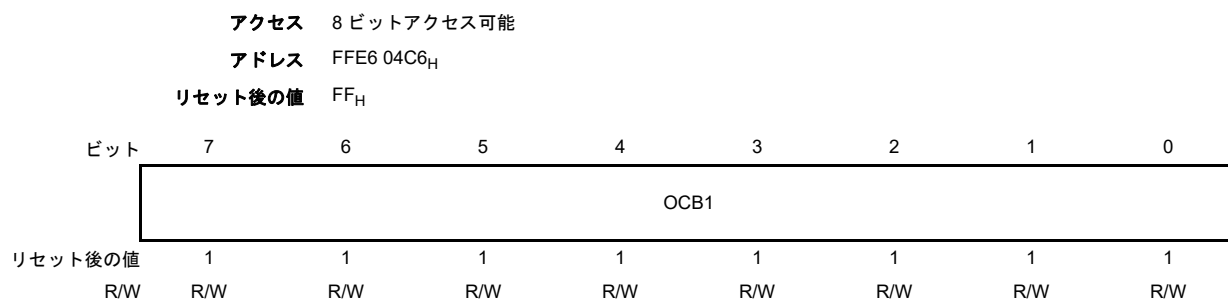 アクセス 8 ビットアクセス可能
アドレス FFE6 04C6H
リセット後の値 FFH
ビット 7 6 5 4 3 2 1 0
OCB1
リセット後の値 1 1 1 1 1 1 1 1
R/W R/W R/W R/W R/W R/W R/W R/W R/W